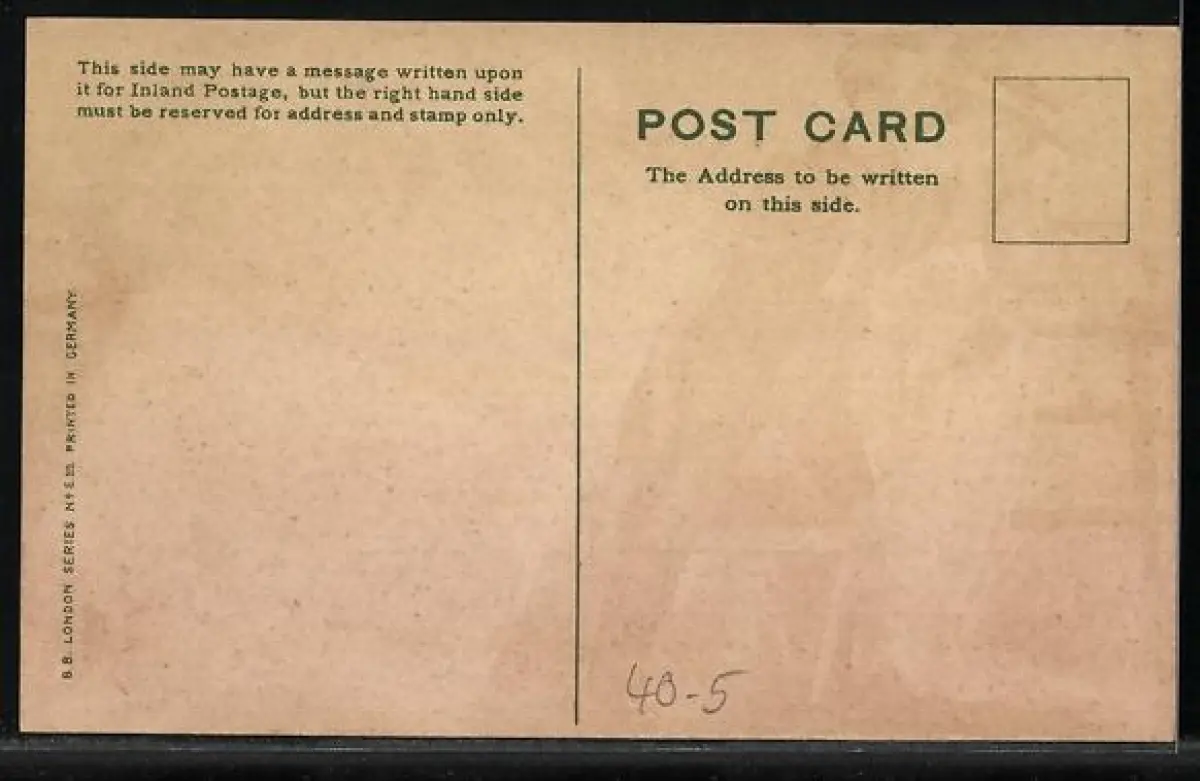 This side may have a message written upon
it for Inland Postage, but the right hand side
must be reserved for address and stamp only.
POST CARD
The Address to be written
on this side.
B.B. LONDON SERIES PRINTED IN GERMANY.
40-5